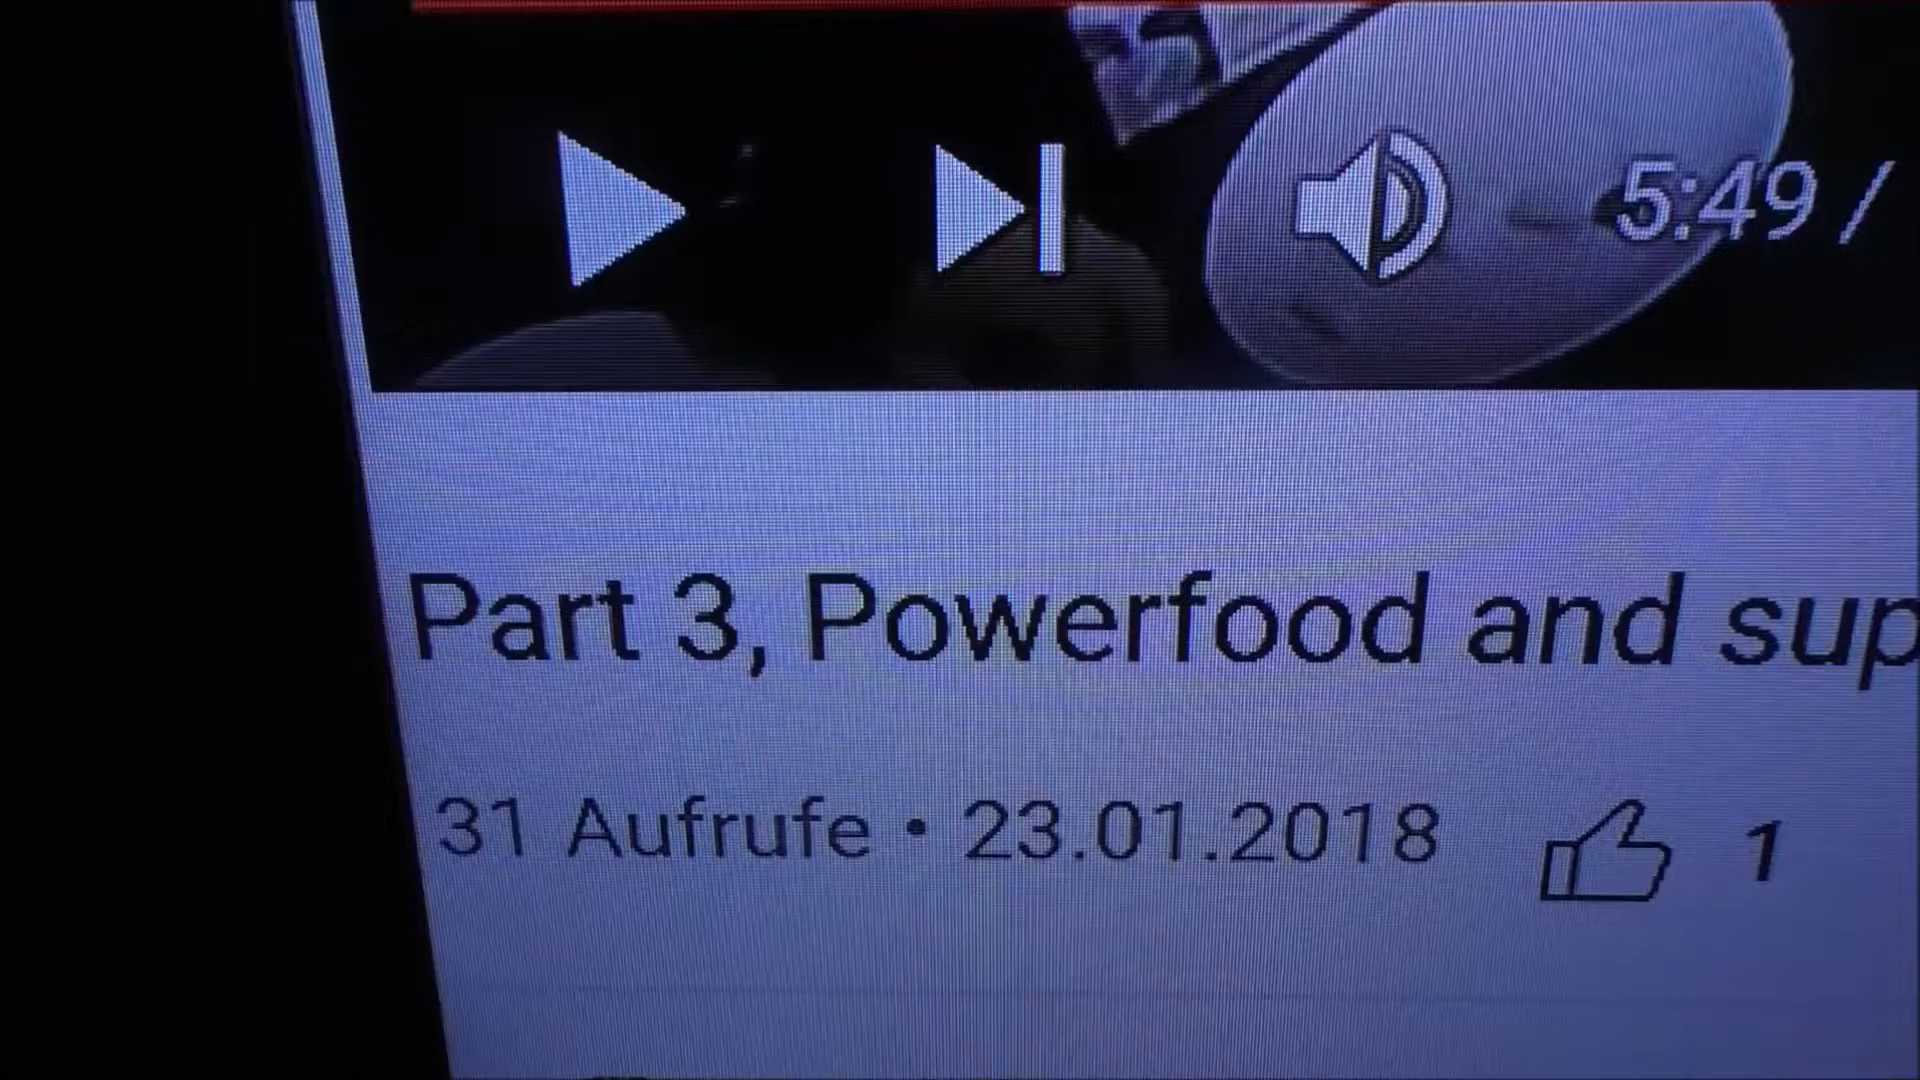 5:49 /
Part 3, Powerfood and
31 Aufrufe • 23.01.2018
1